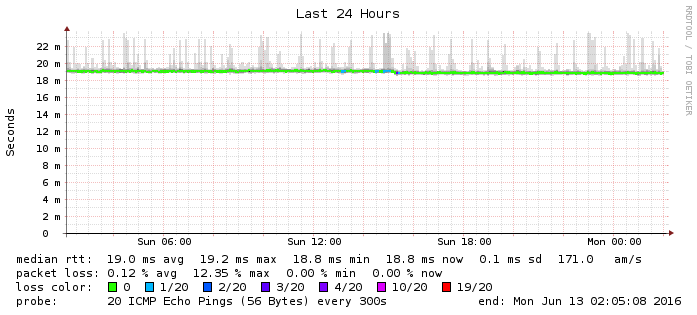 Last 24 Hours
RRDTOOL / TOBI OETIKER
Seconds
22 m
20 m
18 m
16 m
14 m
12 m
10 m
8 m
6 m
4 m
2 m
0
Sun 06:00 Sun 12:00 Sun 18:00 Mon 00:00
median rtt: 19.0 ms avg 19.2 ms max 18.8 ms min 18.8 ms now 0.1 ms sd 171.0 am/s
packet loss: 0.12 % avg 12.35 % max 0.00 % min 0.00 % now
loss color: 0 1/20 2/20 3/20 4/20 10/20 19/20
probe: 20 ICMP Echo Pings (56 Bytes) every 300s end: Mon Jun 13 02:05:08 2016